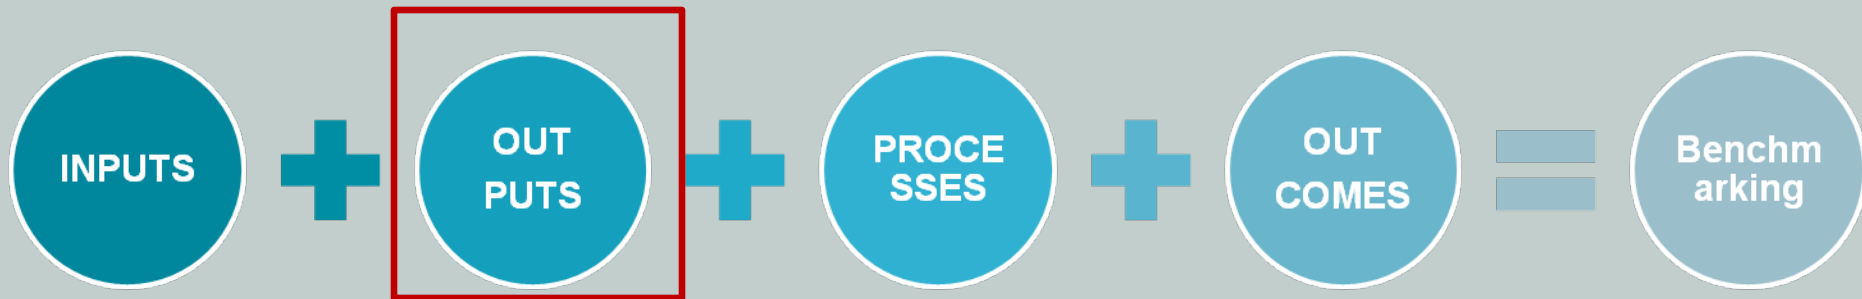 INPUTS
OUT
PUTS
PROCE
SSES
OUT
COMES
Benchm
arking